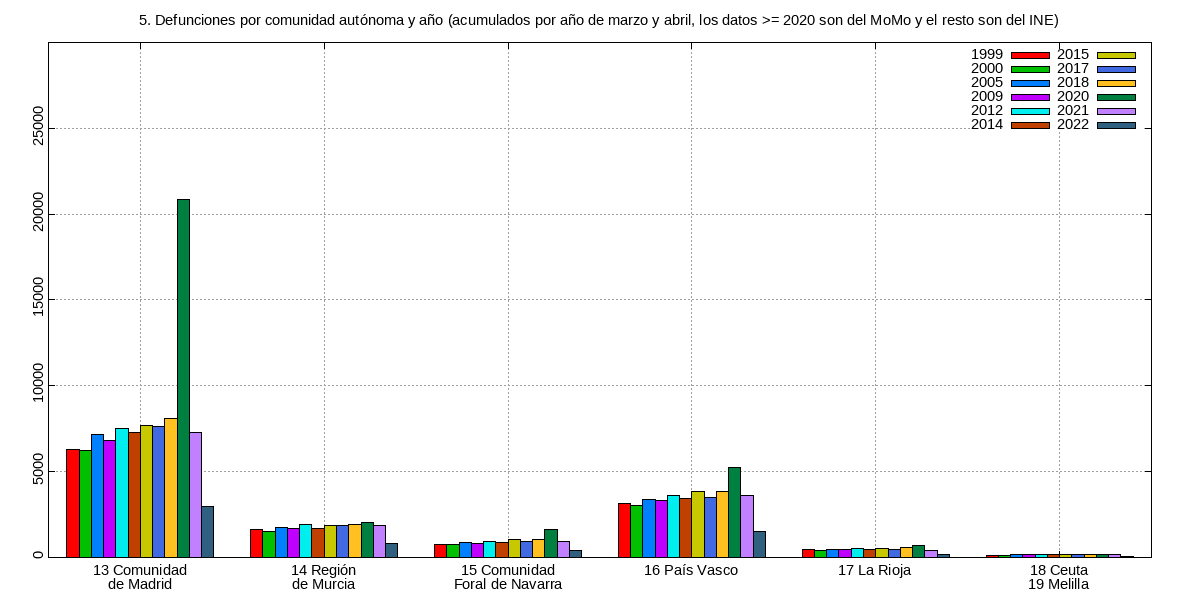 5. Defunciones por comunidad autónoma y año (acumulados por año de marzo y abril, los datos >= 2020 son del MoMo y el resto son del INE)
1999 2015
2000 2017
2005 2018
2009 2020
2012 2021
2014 2022
25000
20000
15000
10000
5000
0
13 Comunidad
de Madrid
14 Región
de Murcia
15 Comunidad
Foral de Navarra
16 País Vasco
17 La Rioja
18 Ceuta
19 Melilla